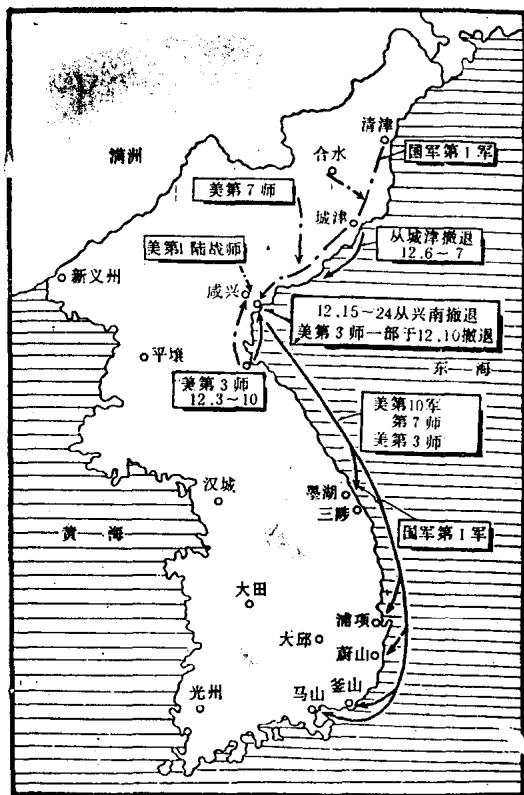 清津
满洲
合水
国军第1军
美第7师
城津
美第1陆战师
从城津撤退
12.6～7
新义州
咸兴
12.15～24从兴南撤退
美第3师一部于12.10撤退
平壤
东海
美第3师
12.3～10
美第10军
第7师
美第3师
汉城
墨湖
三陟
国军第1军
黄海
大田
浦项
大邱
蔚山
光州
马山
釜山